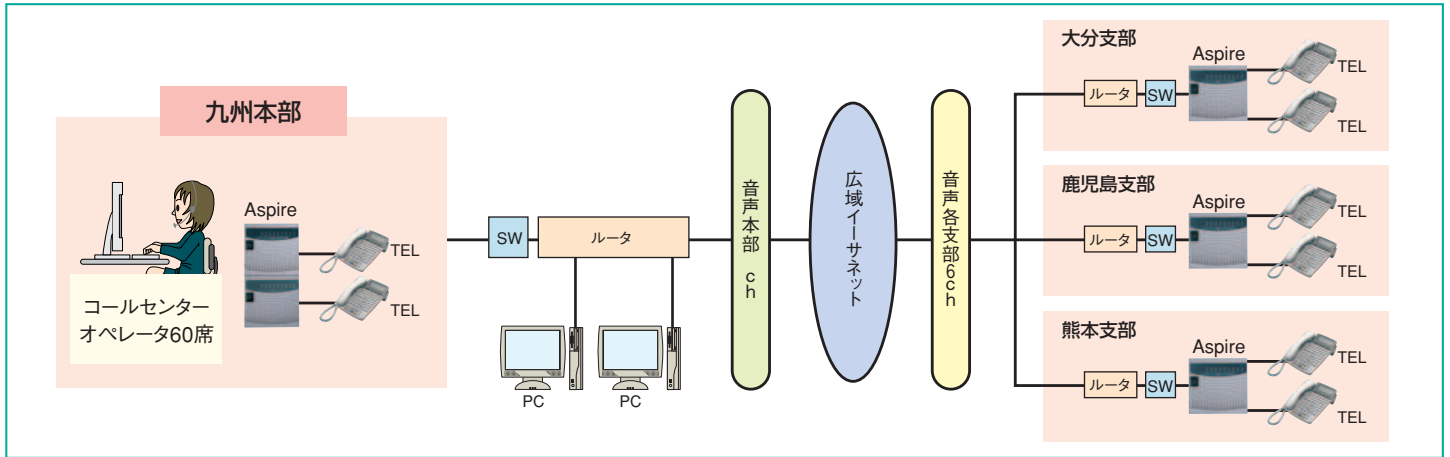 九州本部
Aspire
TEL
TEL
コールセンター
オペレータ60席
SW
ルータ
PC
PC
音声本部 ch
広域イーサネット
音声各支部6ch
大分支部
Aspire
ルータ
SW
TEL
TEL
鹿児島支部
Aspire
ルータ
SW
TEL
TEL
熊本支部
Aspire
ルータ
SW
TEL
TEL